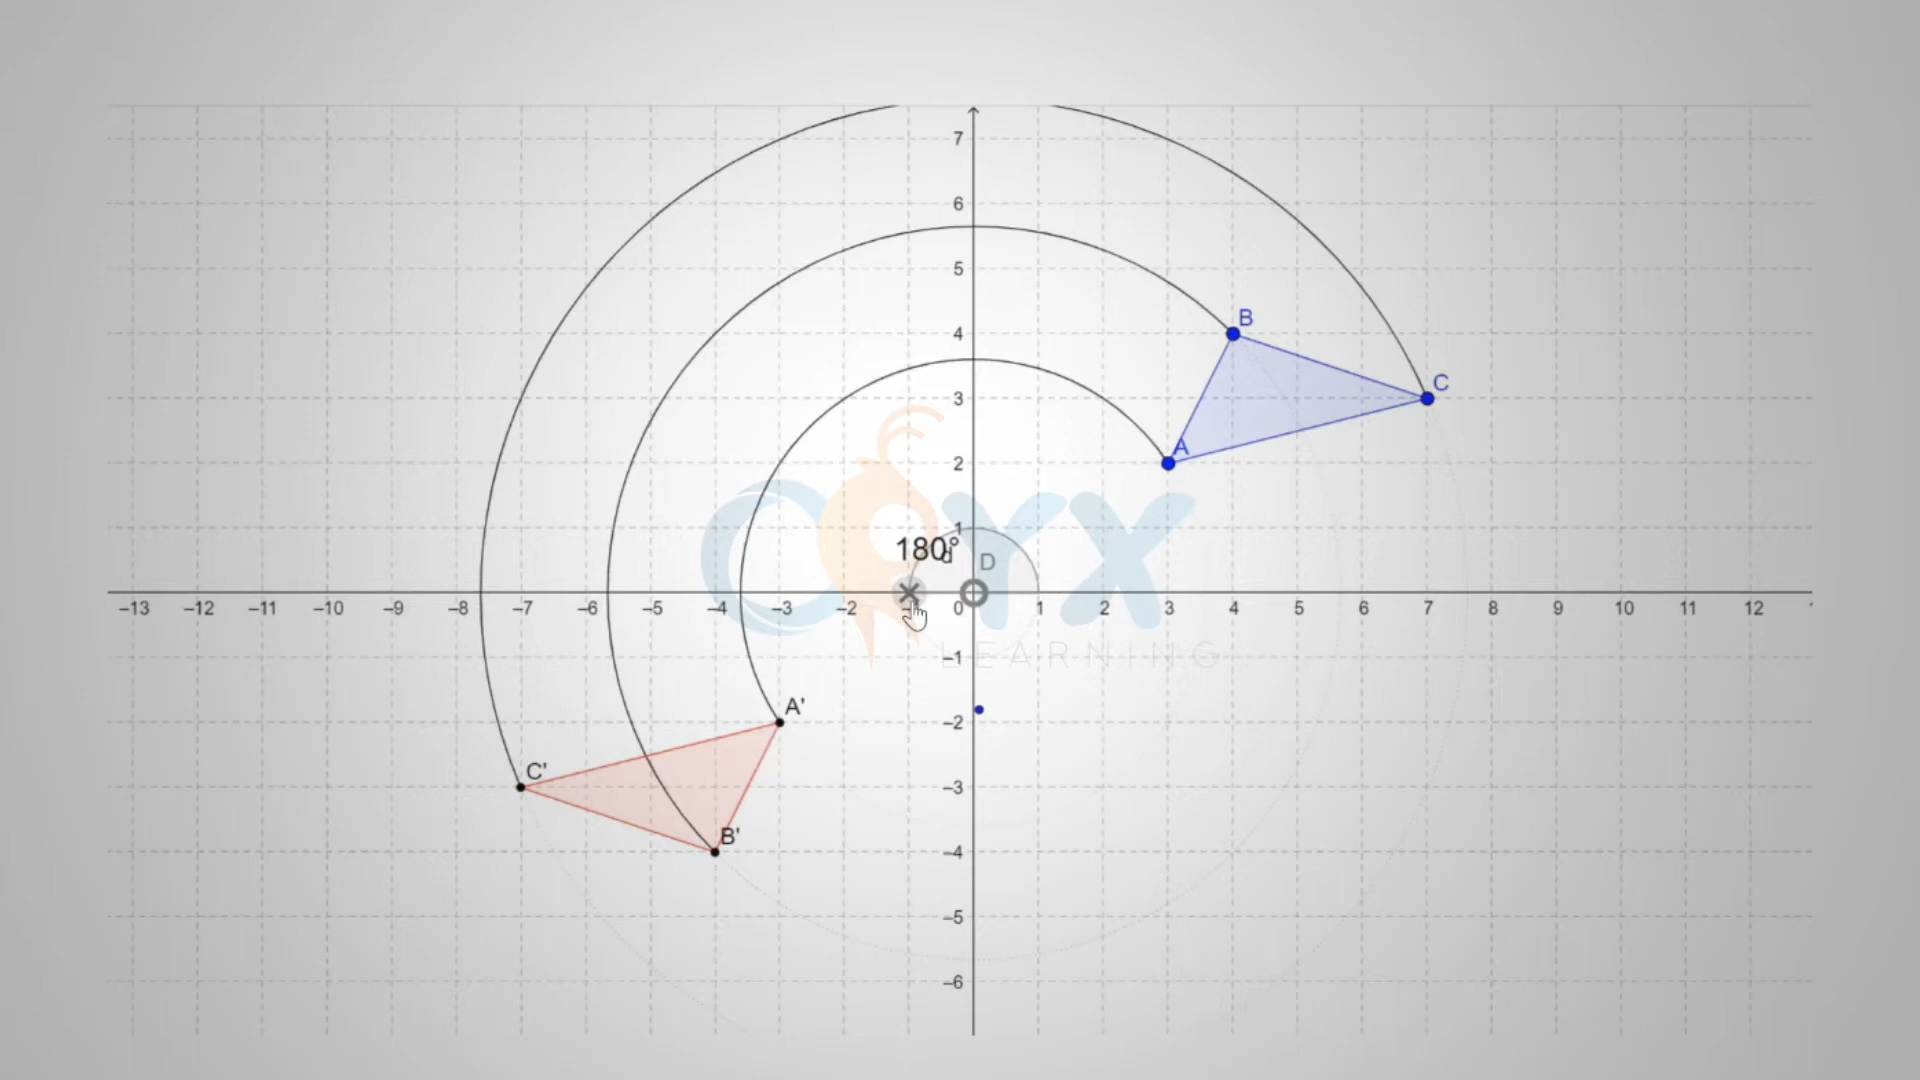 7
6
5
B
4
C
3
A
2
1
180°
d
D
ORYX
–13 –12 –11 –10 –9 –8 –7 –6 –5 –4 –3 –2 0 1 2 3 4 5 6 7 8 9 10 11 12
LEARNING
–1
A'
–2
C'
–3
B'
–4
–5
–6